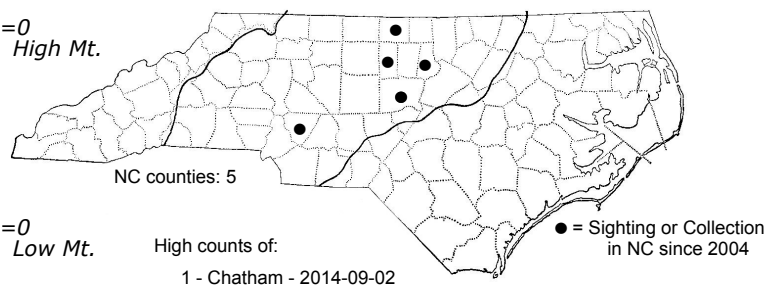 =0
High Mt.
NC counties: 5
=0
Low Mt.
High counts of:
1 - Chatham - 2014-09-02
● = Sighting or Collection
in NC since 2004